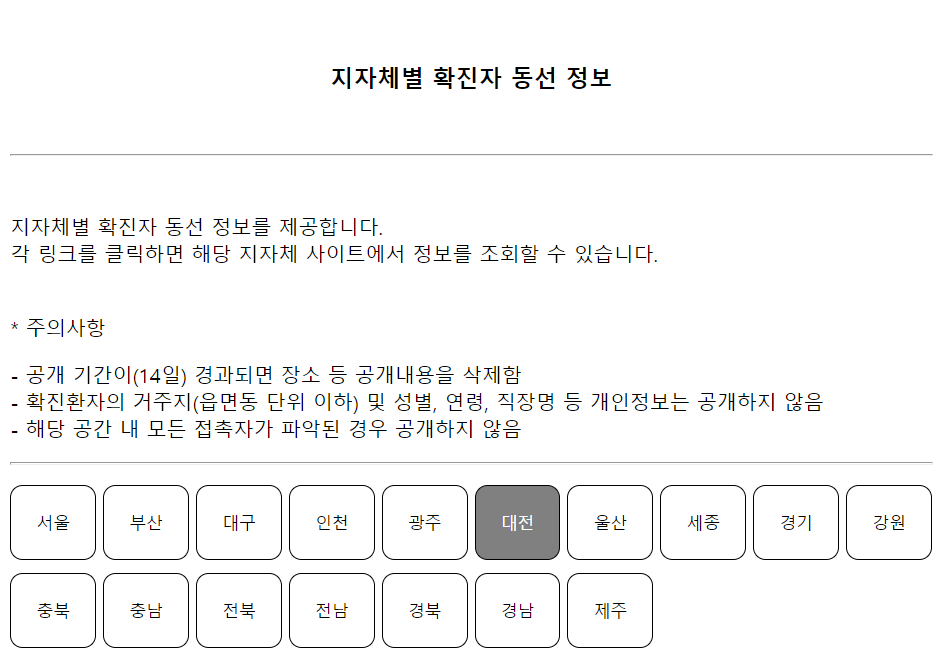 지자체별 확진자 동선 정보
지자체별 확진자 동선 정보를 제공합니다.
각 링크를 클릭하면 해당 지자체 사이트에서 정보를 조회할 수 있습니다.
* 주의사항
- 공개 기간이(14일) 경과되면 장소 등 공개내용을 삭제함
- 확진환자의 거주지(읍면동 단위 이하) 및 성별, 연령, 직장명 등 개인정보는 공개하지 않음
- 해당 공간 내 모든 접촉자가 파악된 경우 공개하지 않음
서울 부산 대구 인천 광주 대전 울산 세종 경기 강원
충북 충남 전북 전남 경북 경남 제주